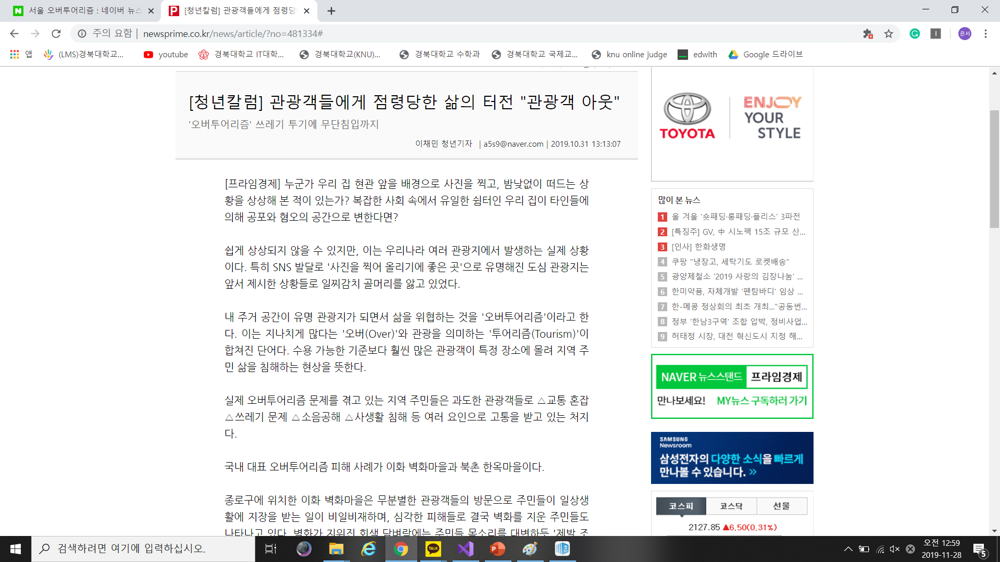 서울 오버투어리즘 : 네이버 뉴스
[청년칼럼] 관광객들에게 점령당
주의 요함 | newsprime.co.kr/news/article/?no=481334#
은서
앱
(LMS)경북대학교...
youtube
경북대학교 IT대학...
경북대학교(KNU)...
경북대학교 수학과
경북대학교 국제교...
knu online judge
edwith
Google 드라이브
[청년칼럼] 관광객들에게 점령당한 삶의 터전 "관광객 아웃"
'오버투어리즘' 쓰레기 투기에 무단침입까지
이채민 청년기자 | a5s9@naver.com | 2019.10.31 13:13:07
[프라임경제] 누군가 우리 집 현관 앞을 배경으로 사진을 찍고, 밤낮없이 떠드는 상
황을 상상해 본 적이 있는가? 복잡한 사회 속에서 유일한 쉼터인 우리 집이 타인들에
의해 공포와 혐오의 공간으로 변한다면?
쉽게 상상되지 않을 수 있지만, 이는 우리나라 여러 관광지에서 발생하는 실제 상황
이다. 특히 SNS 발달로 '사진을 찍어 올리기에 좋은 곳'으로 유명해진 도심 관광지는
앞서 제시한 상황들로 일찌감치 골머리를 앓고 있었다.
내 주거 공간이 유명 관광지가 되면서 삶을 위협하는 것을 '오버투어리즘'이라고 한
다. 이는 지나치게 많다는 '오버(Over)'와 관광을 의미하는 '투어리즘(Tourism)'이
합쳐진 단어다. 수용 가능한 기준보다 훨씬 많은 관광객이 특정 장소에 몰려 지역 주
민 삶을 침해하는 현상을 뜻한다.
실제 오버투어리즘 문제를 겪고 있는 지역 주민들은 과도한 관광객들로 △교통 혼잡
△쓰레기 문제 △소음공해 △사생활 침해 등 여러 요인으로 고통을 받고 있는 처지
다.
국내 대표 오버투어리즘 피해 사례가 이화 벽화마을과 북촌 한옥마을이다.
종로구에 위치한 이화 벽화마을은 무분별한 관광객들의 방문으로 주민들이 일상생
활에 지장을 받는 일이 비일비재하며, 심각한 피해들로 결국 벽화를 지운 주민들도
나타나고 있다. 벽화가 지워진 회색 담벼락에는 주민들 목소리를 대변하듯 '제발 조
TOYOTA
ENJOY
YOUR
STYLE
많이 본 뉴스
1 올 겨울 '숏패딩·롱패딩·플리스' 3파전
2 [특징주] GV, 中 시노펙 15조 규모 산...
3 [인사] 한화생명
4 쿠팡 "냉장고, 세탁기도 로켓배송"
5 광양제철소 '2019 사랑의 김장나눔' ...
6 한미약품, 자체개발 '펜탐바디' 임상 ...
7 한-메콩 정상회의 최초 개최..."공동번...
8 정부 '한남3구역' 조합 압박, 정비사업...
9 허태정 시장, 대전 혁신도시 지정 해...
NAVER 뉴스스탠드 프라임경제
만나보세요! MY뉴스 구독하러 가기
SAMSUNG
Newsroom
삼성전자의 다양한 소식을 빠르게
만나볼 수 있습니다. »
코스피 코스닥 선물
2127.85 ▲6.50(0.31%)
검색하려면 여기에 입력하십시오.
TALK
오전 12:59
2019-11-28
5